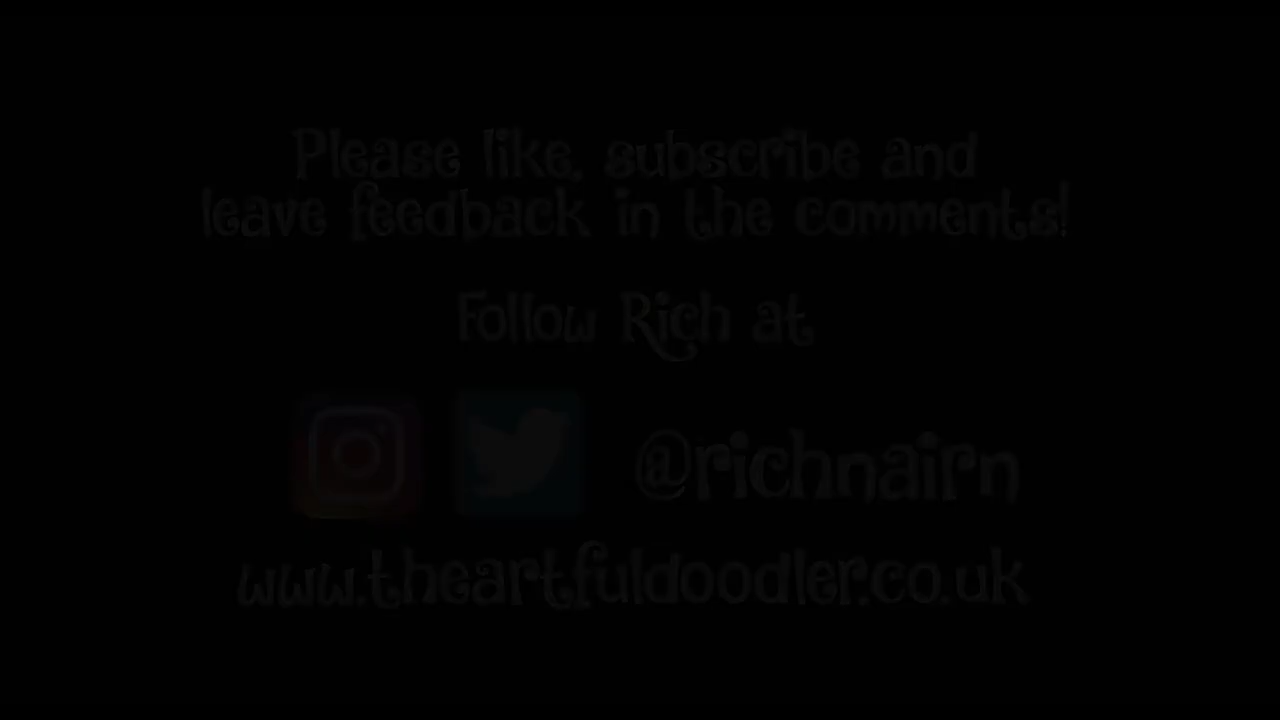 Please like, subscribe and
leave feedback in the comments!
Follow Rich at
@richnairn
www.theartfuldoodler.co.uk